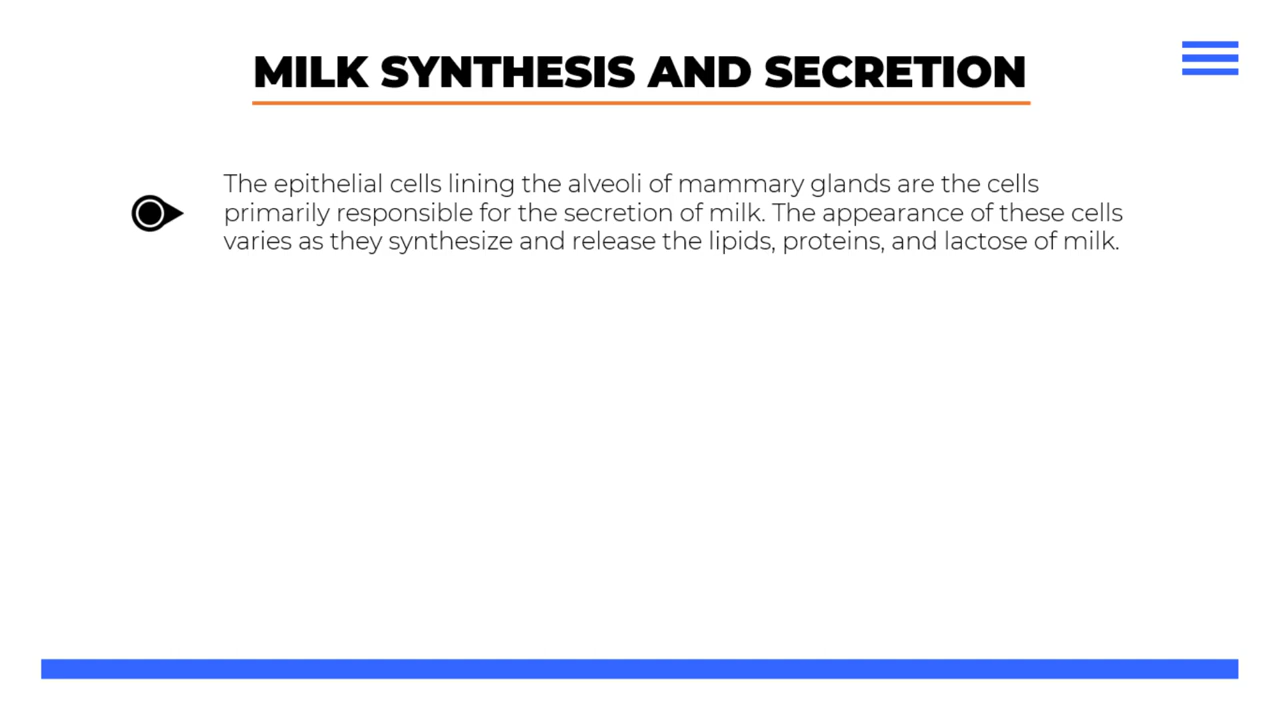 MILK SYNTHESIS AND SECRETION
The epithelial cells lining the alveoli of mammary glands are the cells
primarily responsible for the secretion of milk. The appearance of these cells
varies as they synthesize and release the lipids, proteins, and lactose of milk.